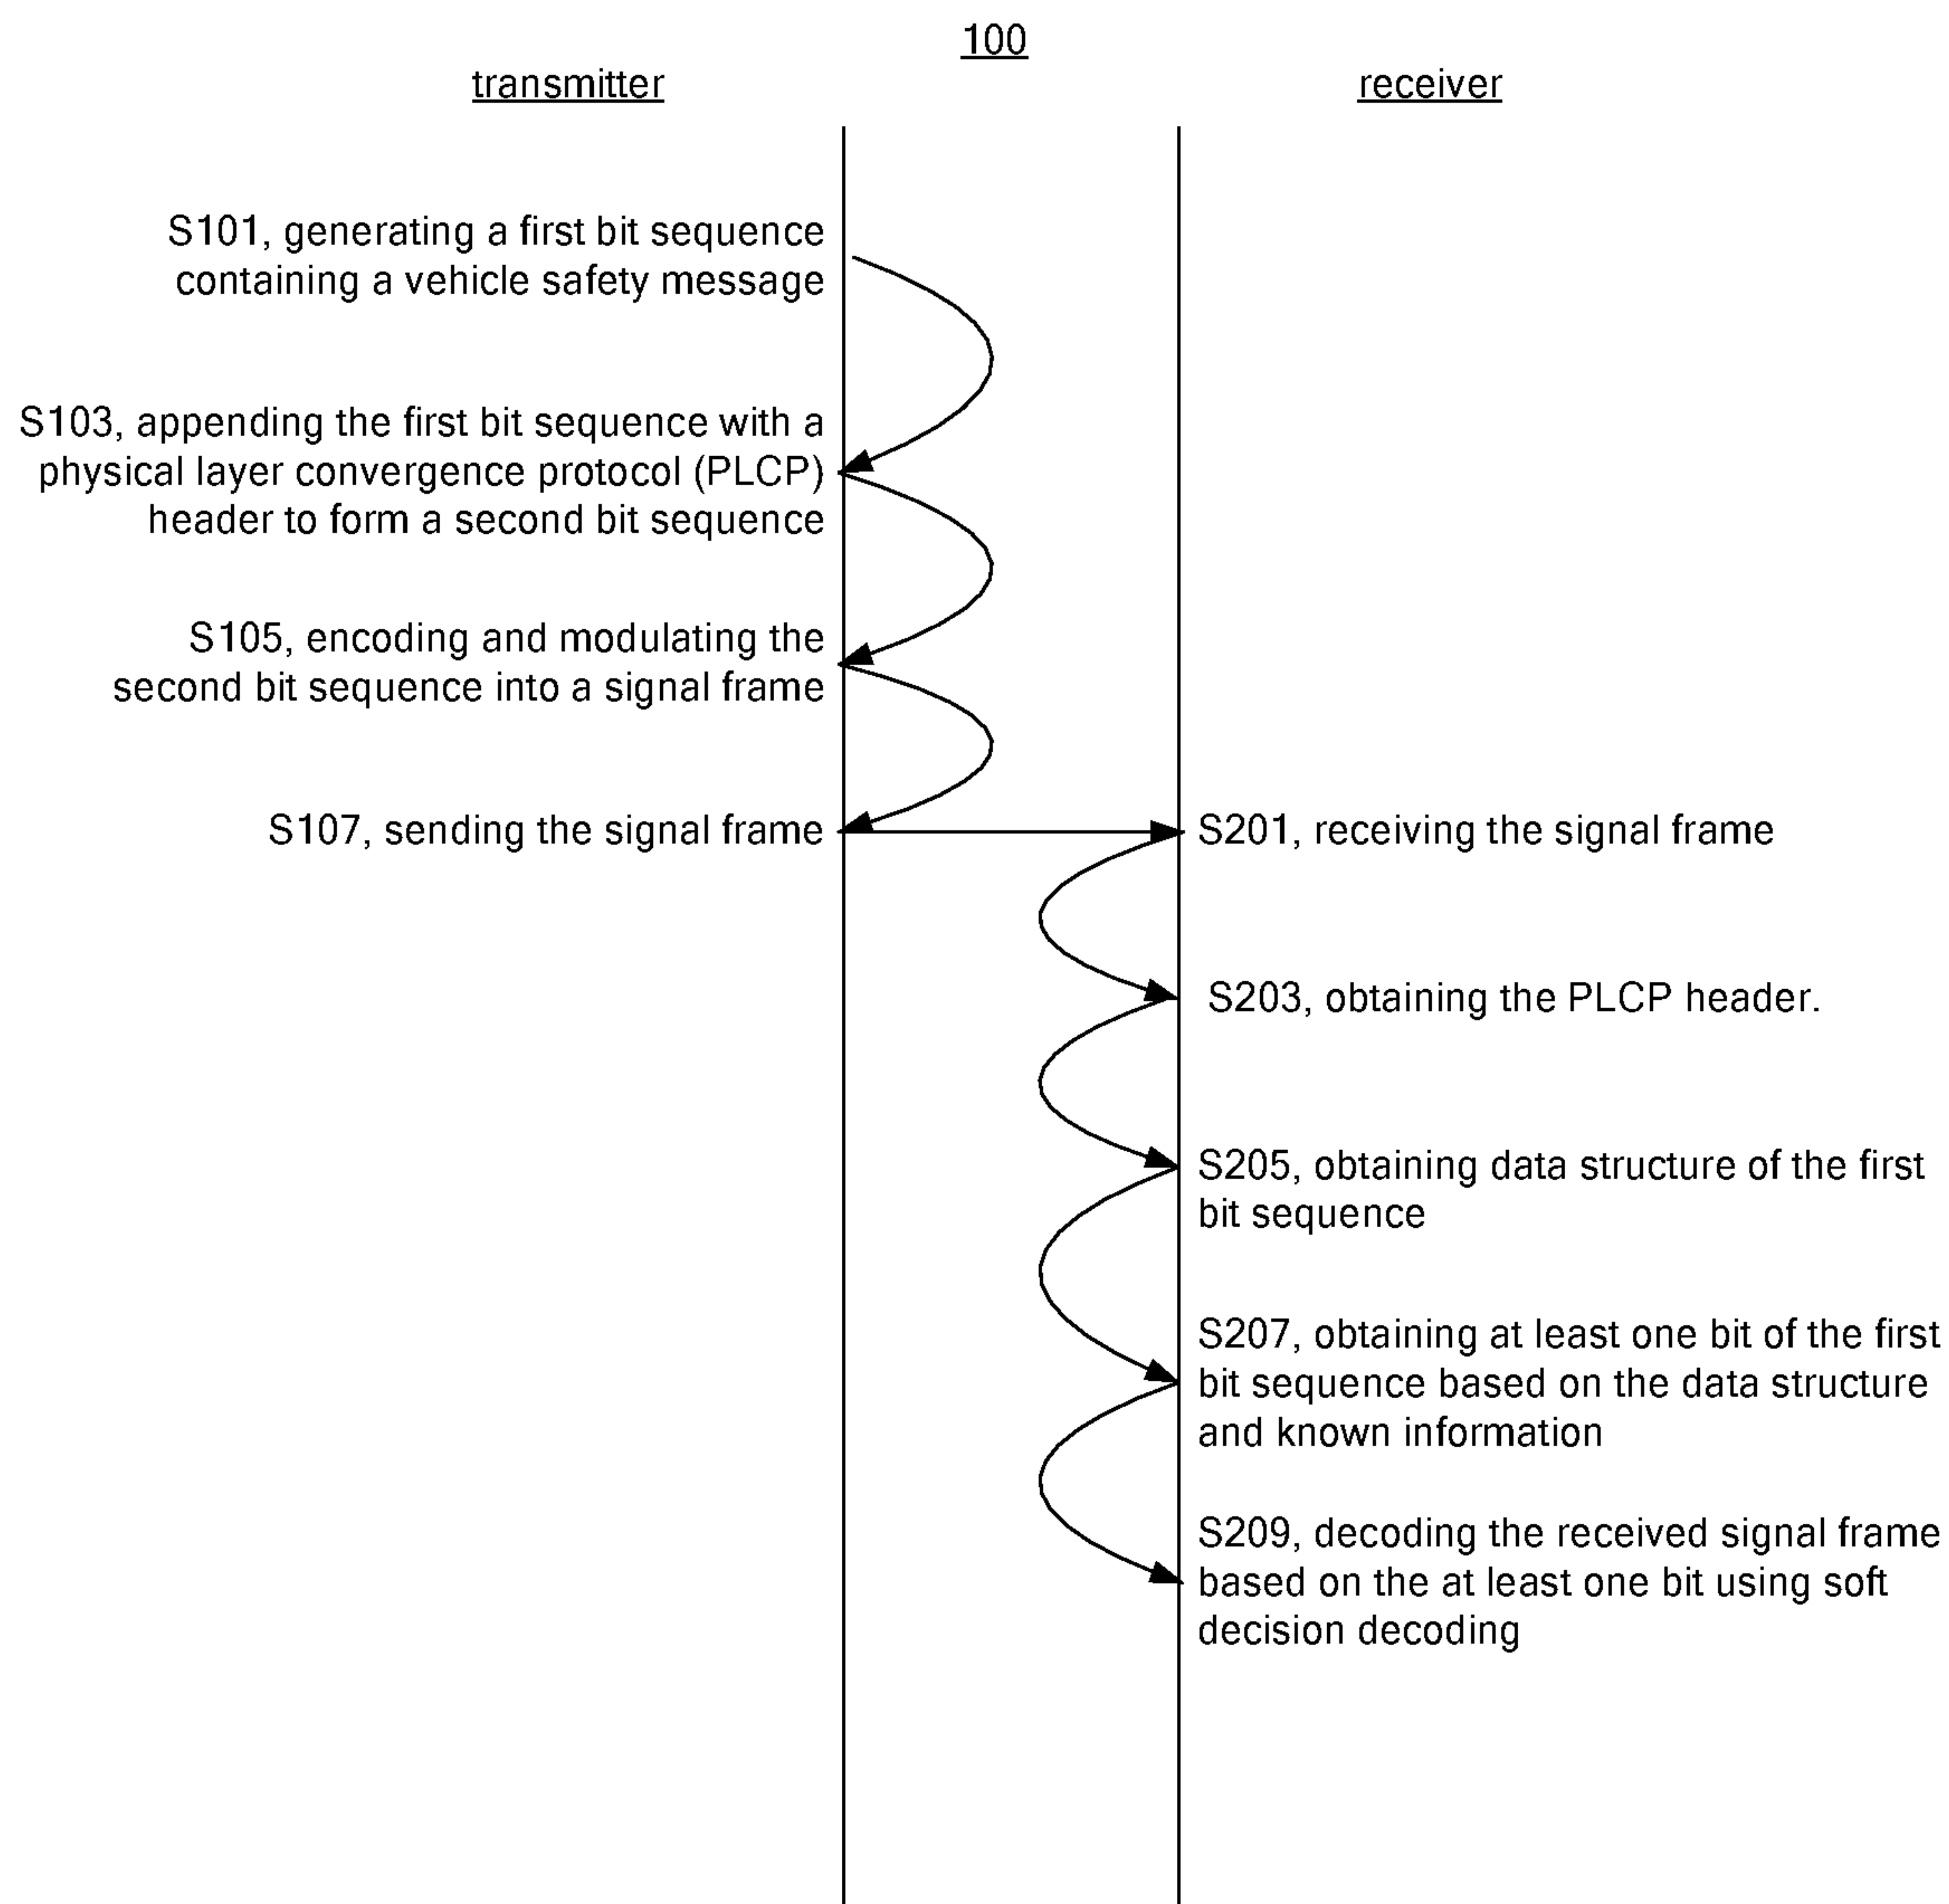 100
transmitter
receiver
S101, generating a first bit sequence
containing a vehicle safety message
S103, appending the first bit sequence with a
physical layer convergence protocol (PLCP)
header to form a second bit sequence
S105, encoding and modulating the
second bit sequence into a signal frame
S107, sending the signal frame
S201, receiving the signal frame
S203, obtaining the PLCP header.
S205, obtaining data structure of the first
bit sequence
S207, obtaining at least one bit of the first
bit sequence based on the data structure
and known information
S209, decoding the received signal frame
based on the at least one bit using soft
decision decoding